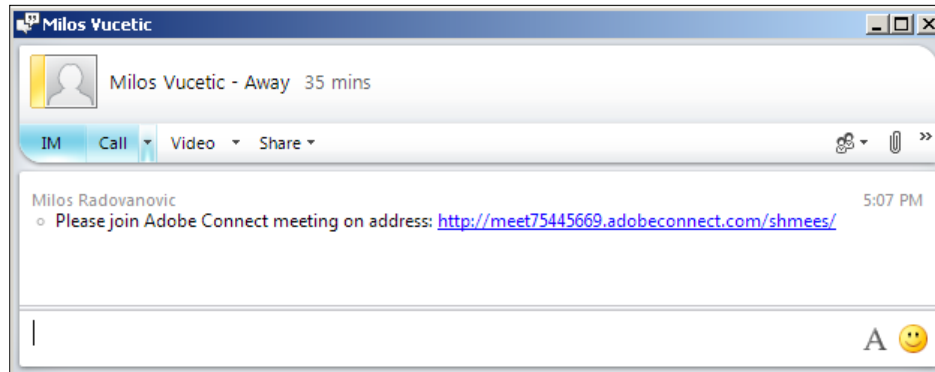 Milos Vucetic
Milos Vucetic - Away 35 mins
IM Call Video Share
Milos Radovanovic 5:07 PM
Please join Adobe Connect meeting on address: http://meet75445669.adobeconnect.com/shmees/
A